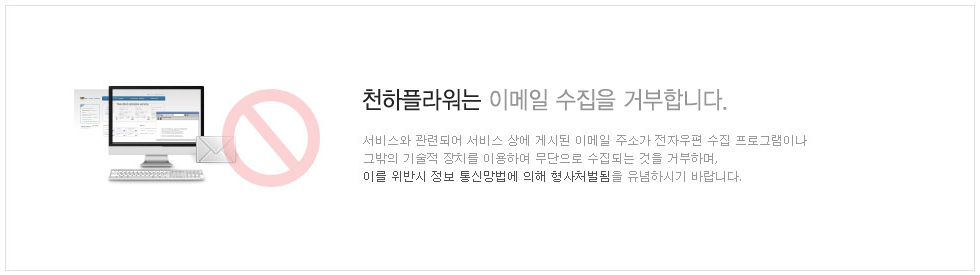 천하플라워는 이메일 수집을 거부합니다.
서비스와 관련되어 서비스 상에 게시된 이메일 주소가 전자우편 수집 프로그램이나
그밖의 기술적 장치를 이용하여 무단으로 수집되는 것을 거부하며,
이를 위반시 정보 통신망법에 의해 형사처벌됨을 유념하시기 바랍니다.